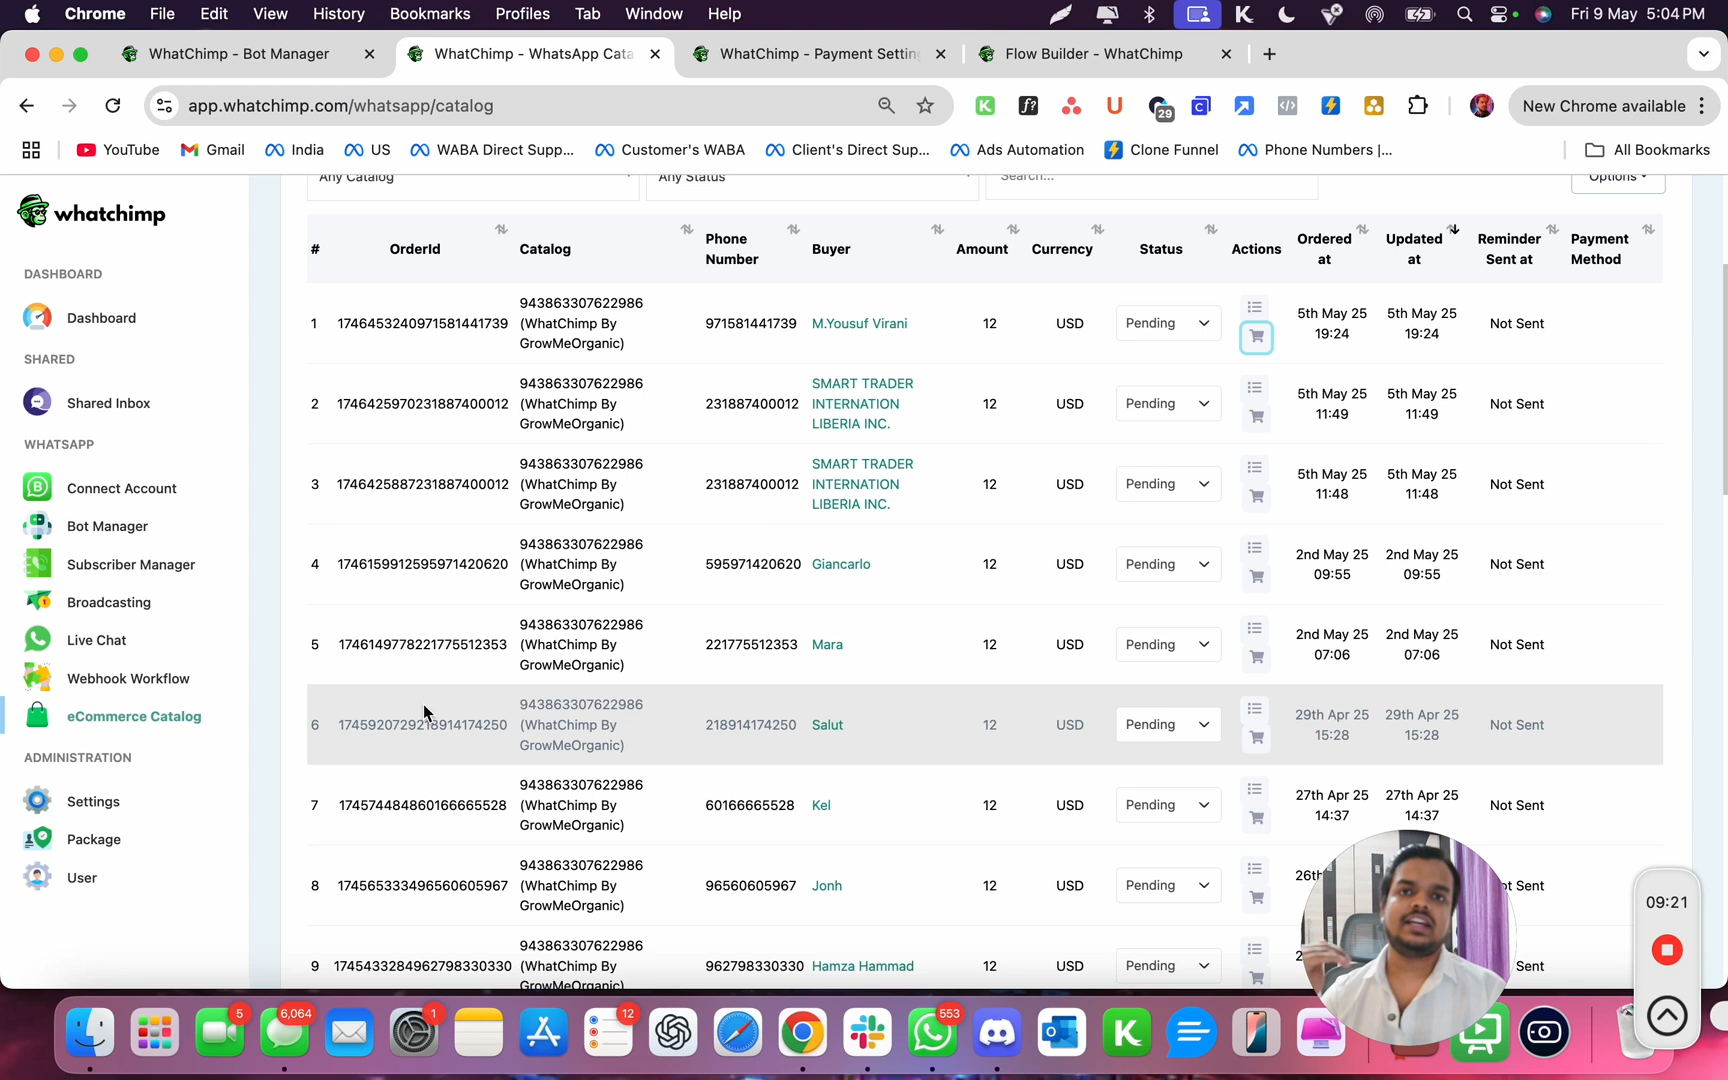 Chrome File Edit View History Bookmarks Profiles Tab Window Help Fri 9 May 5:04 PM
WhatChimp - Bot Manager
WhatChimp - WhatsApp Cata
WhatChimp - Payment Settin
Flow Builder - WhatChimp
app.whatchimp.com/whatsapp/catalog
29
New Chrome available
YouTube Gmail India US WABA Direct Supp... Customer's WABA Client's Direct Sup... Ads Automation Clone Funnel Phone Numbers |... All Bookmarks
whatchimp
DASHBOARD
Dashboard
SHARED
Shared Inbox
WHATSAPP
Connect Account
Bot Manager
Subscriber Manager
Broadcasting
Live Chat
Webhook Workflow
eCommerce Catalog
ADMINISTRATION
Settings
Package
User
Any Catalog Any Status Search... Options
# OrderId Catalog Phone Number Buyer Amount Currency Status Actions Ordered at Updated at Reminder Sent at Payment Method
1 1746453240971581441739 943863307622986 (WhatChimp By GrowMeOrganic) 971581441739 M.Yousuf Virani 12 USD Pending 5th May 25 19:24 5th May 25 19:24 Not Sent
2 1746425970231887400012 943863307622986 (WhatChimp By GrowMeOrganic) 231887400012 SMART TRADER INTERNATION LIBERIA INC. 12 USD Pending 5th May 25 11:49 5th May 25 11:49 Not Sent
3 1746425887231887400012 943863307622986 (WhatChimp By GrowMeOrganic) 231887400012 SMART TRADER INTERNATION LIBERIA INC. 12 USD Pending 5th May 25 11:48 5th May 25 11:48 Not Sent
4 1746159912595971420620 943863307622986 (WhatChimp By GrowMeOrganic) 595971420620 Giancarlo 12 USD Pending 2nd May 25 09:55 2nd May 25 09:55 Not Sent
5 1746149778221775512353 943863307622986 (WhatChimp By GrowMeOrganic) 221775512353 Mara 12 USD Pending 2nd May 25 07:06 2nd May 25 07:06 Not Sent
6 1745920729218914174250 943863307622986 (WhatChimp By GrowMeOrganic) 218914174250 Salut 12 USD Pending 29th Apr 25 15:28 29th Apr 25 15:28 Not Sent
7 174574484860166665528 943863307622986 (WhatChimp By GrowMeOrganic) 60166665528 Kel 12 USD Pending 27th Apr 25 14:37 27th Apr 25 14:37 Not Sent
8 174565333496560605967 943863307622986 (WhatChimp By GrowMeOrganic) 96560605967 Jonh 12 USD Pending 26th Sent
9 1745433284962798330330 943863307622986 (WhatChimp By GrowMeOrganic) 962798330330 Hamza Hammad 12 USD Pending Sent
09:21
5 6,064 1 12 553